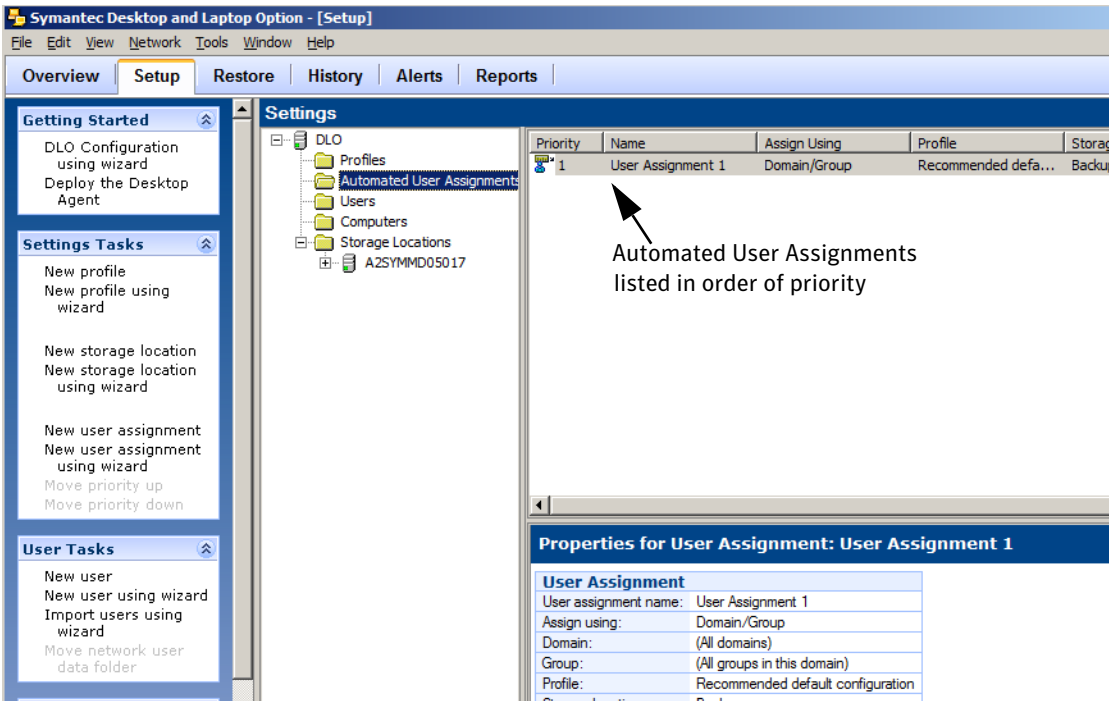 Symantec Desktop and Laptop Option - [Setup]
File Edit View Network Tools Window Help
Overview Setup Restore History Alerts Reports
Getting Started
DLO Configuration
using wizard
Deploy the Desktop
Agent
Settings Tasks
New profile
New profile using
wizard
New storage location
New storage location
using wizard
New user assignment
New user assignment
using wizard
Move priority up
Move priority down
User Tasks
New user
New user using wizard
Import users using
wizard
Move network user
data folder
Settings
DLO
Profiles
Automated User Assignments
Users
Computers
Storage Locations
A2SYMMD05017
Priority Name Assign Using Profile Storag
1 User Assignment 1 Domain/Group Recommended defa... Backup
Automated User Assignments
listed in order of priority
Properties for User Assignment: User Assignment 1
User Assignment
User assignment name: User Assignment 1
Assign using: Domain/Group
Domain: (All domains)
Group: (All groups in this domain)
Profile: Recommended default configuration